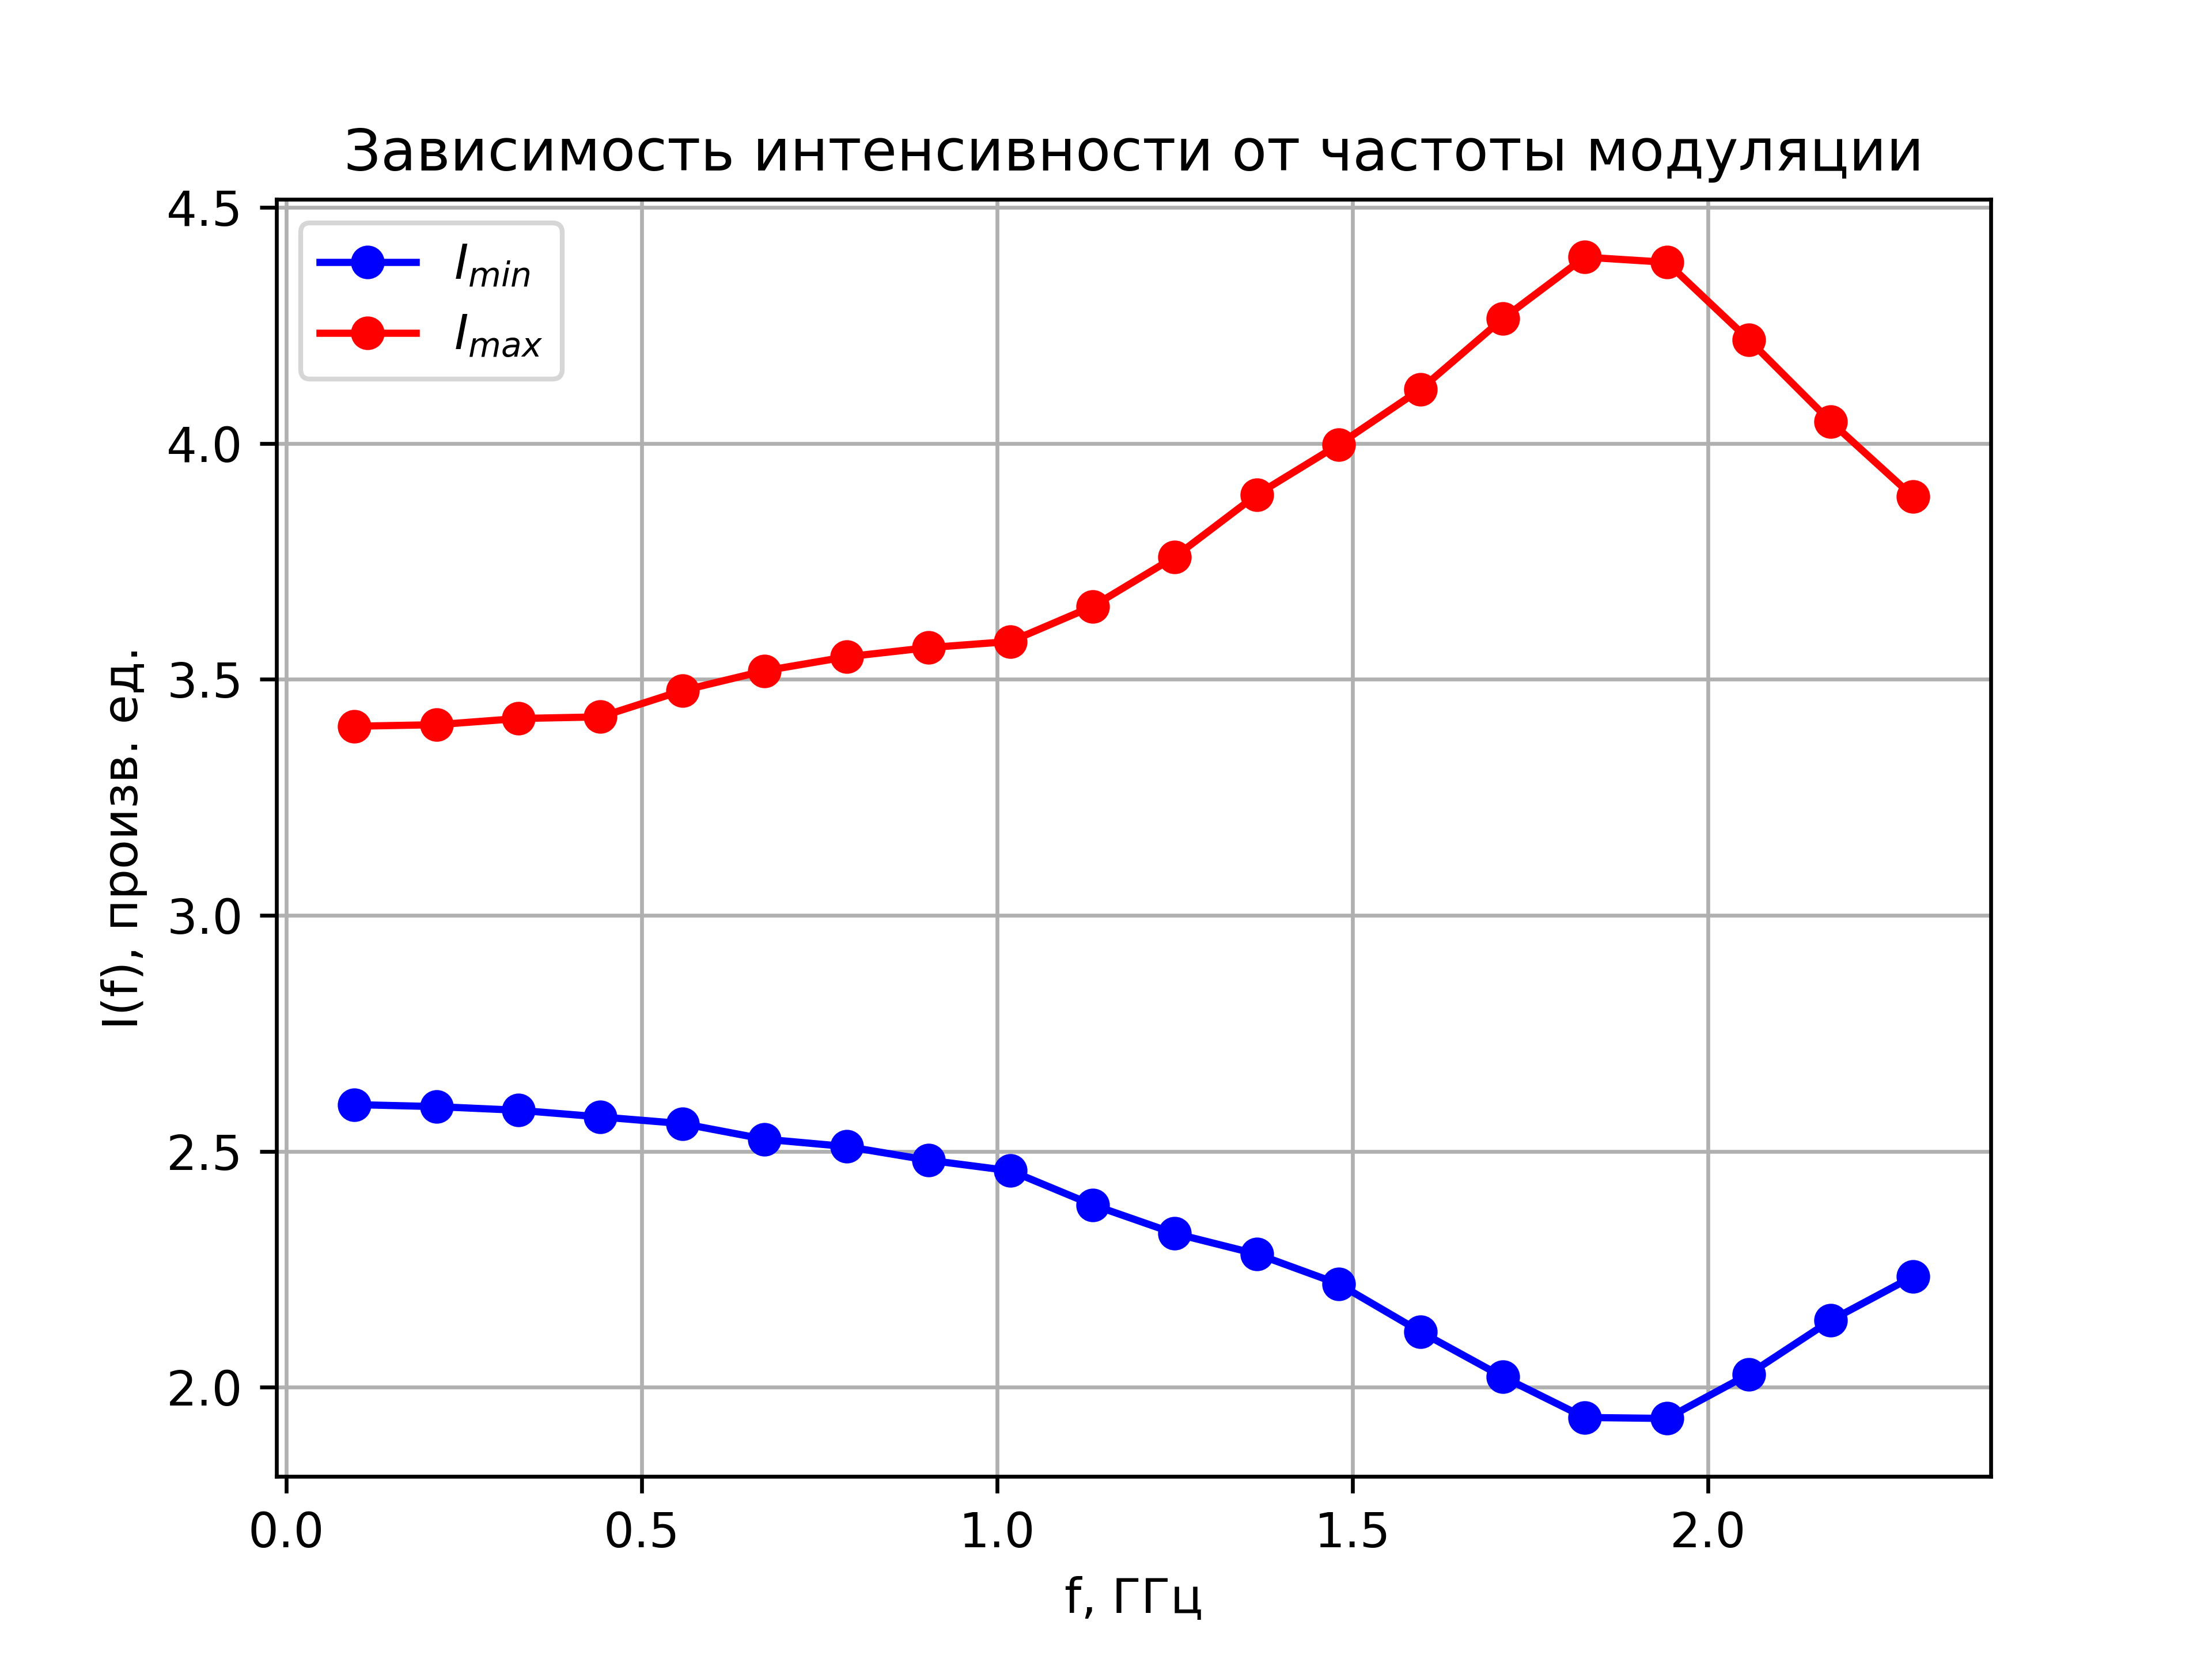 Зависимость интенсивности от частоты модуляции
I_min
I_max
I(f), произв. ед.
4.5
4.0
3.5
3.0
2.5
2.0
0.0 0.5 1.0 1.5 2.0
f, ГГц